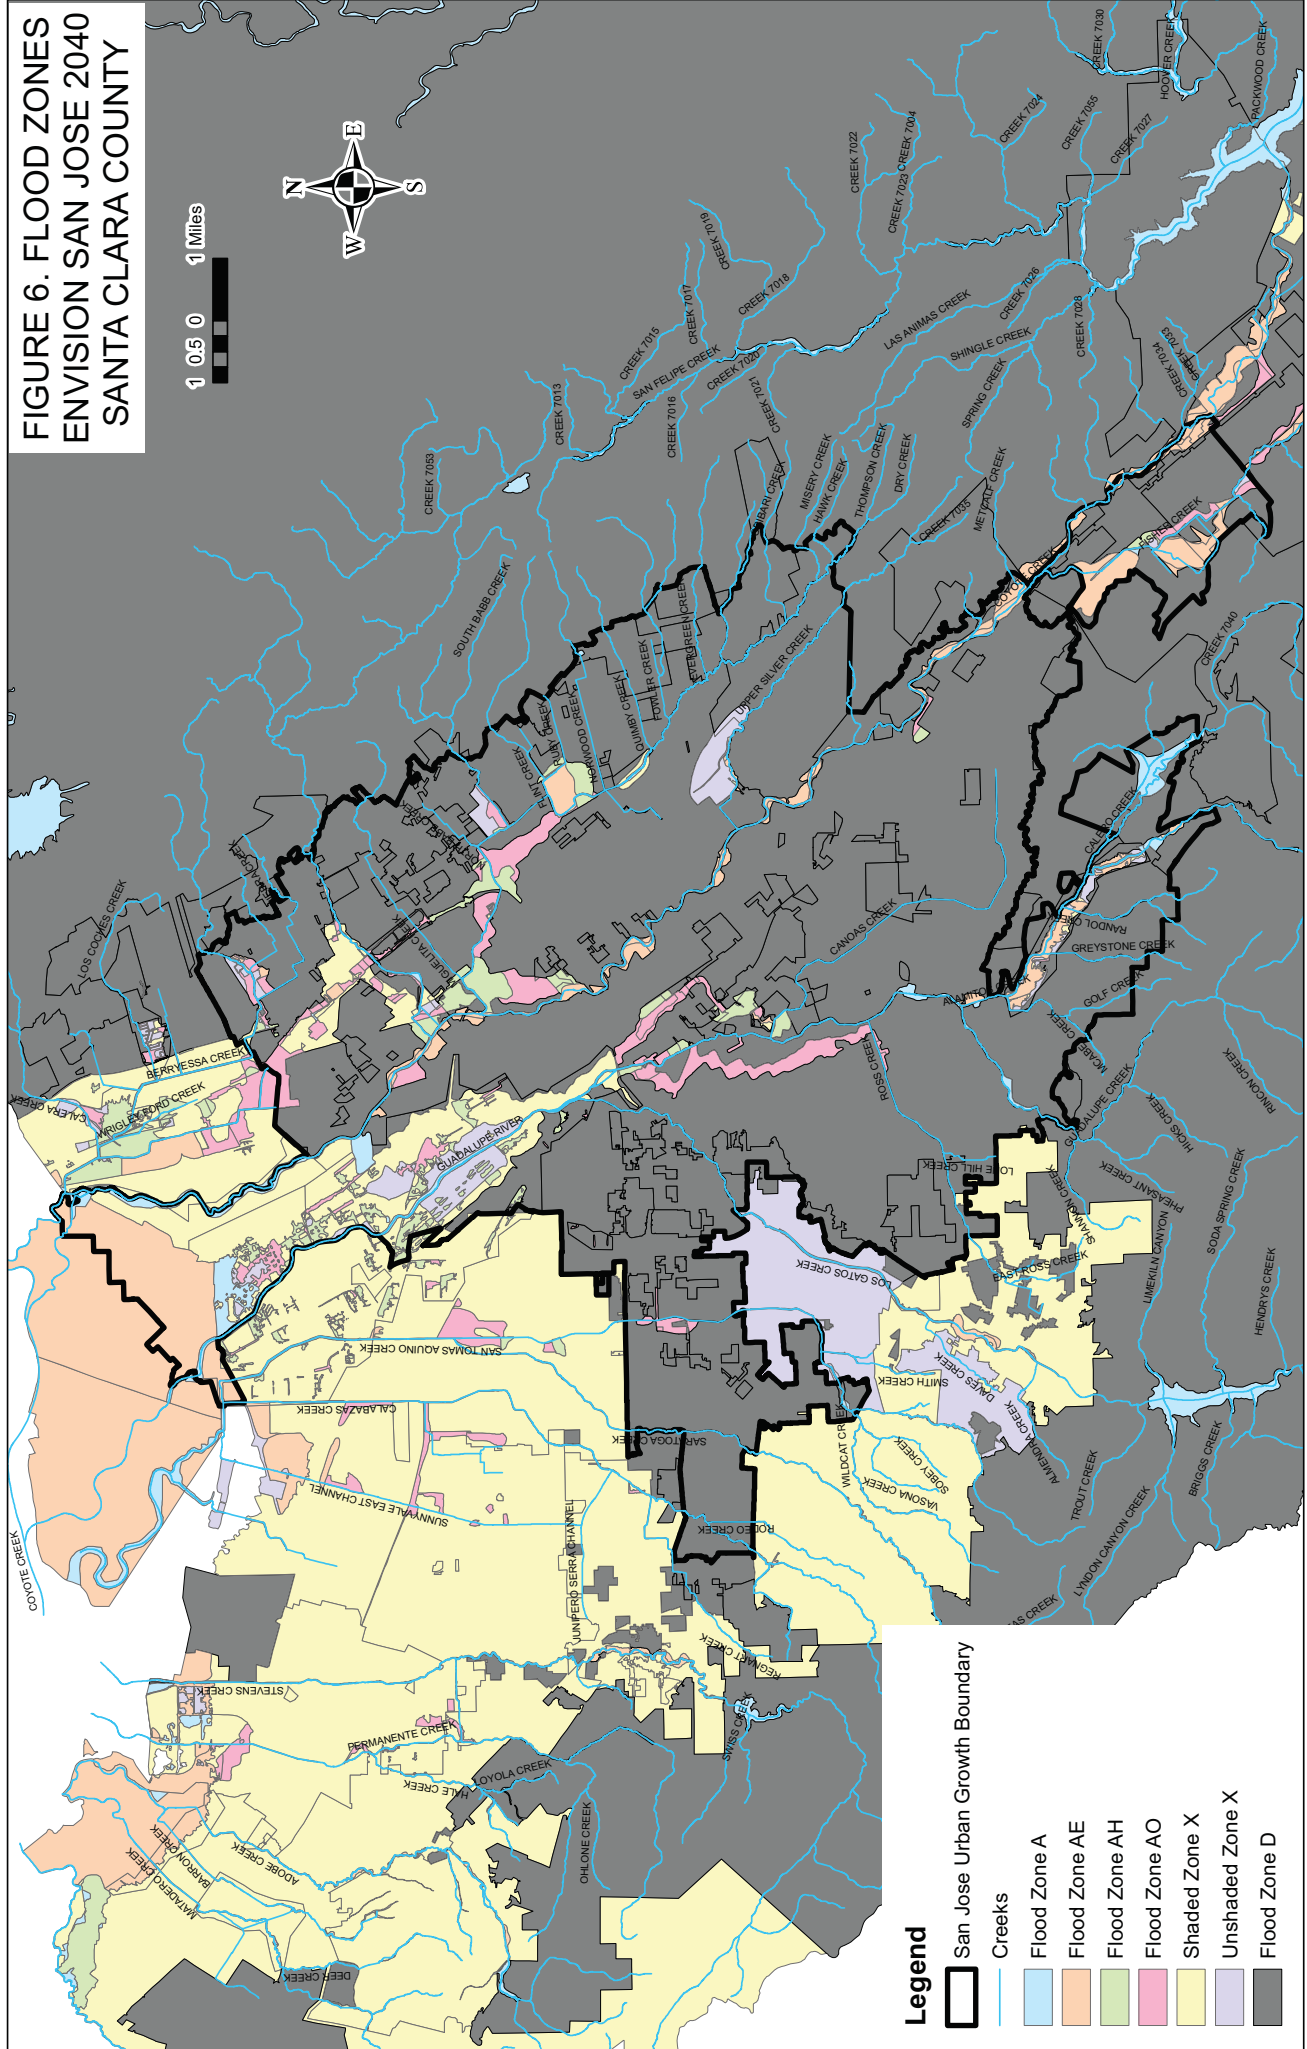 FIGURE 6. FLOOD ZONES
ENVISION SAN JOSE 2040
SANTA CLARA COUNTY
1 0.5 0 1 Miles
N
W
E
S
CREEK 7030
HOOVER CREEK
PACKWOOD CREEK
CREEK 7024
CREEK 7055
CREEK 7027
CREEK 7022
CREEK 7004
CREEK 7023
CREEK 7019
CREEK 7018
CREEK 7017
CREEK 7015
SAN FELIPE CREEK
CREEK 7020
CREEK 7013
CREEK 7016
CREEK 7021
CREEK 7053
LAS ANIMAS CREEK
CREEK 7026
SHINGLE CREEK
CREEK 7028
SPRING CREEK
CREEK 7034
CREEK 7033
MISERY CREEK
HAWK CREEK
THOMPSON CREEK
DRY CREEK
CREEK 7035
METCALF CREEK
FISHER CREEK
COYOTE CREEK
CREEK 7040
SOUTH BABB CREEK
EVERGREEN CREEK
FOWLER CREEK
QUIMBY CREEK
NORWOOD CREEK
RUBY CREEK
FLINT CREEK
UPPER SILVER CREEK
LOS COCHES CREEK
BERRYESSA CREEK
WRIGLEY FORD CREEK
CALERA CREEK
GUADALUPE RIVER
CANOAS CREEK
CALERO CREEK
GREYSTONE CREEK
GOLF CREEK
MCABEE CREEK
ROSS CREEK
GUADALUPE CREEK
RINCON CREEK
HICKS CREEK
PHEASANT CREEK
SODA SPRING CREEK
LIMEKILN CANYON
HENDRYS CREEK
SHANNON CREEK
EAST ROSS CREEK
LOS GATOS CREEK
SMITH CREEK
DAVES CREEK
ALMENDRA CREEK
TROUT CREEK
BRIGGS CREEK
LYNDON CANYON CREEK
SOBEY CREEK
VASONA CREEK
WILDCAT CREEK
SAN TOMAS AQUINO CREEK
CALABAZAS CREEK
SARATOGA CREEK
RODEO CREEK
REGNART CREEK
SUNNYVALE EAST CHANNEL
JUNIPERO SERRA CHANNEL
COYOTE CREEK
STEVENS CREEK
PERMANENTE CREEK
HALE CREEK
LOYOLA CREEK
SWISS CREEK
OHLONE CREEK
MATADERO CREEK
BARRON CREEK
ADOBE CREEK
DEER CREEK
Legend
San Jose Urban Growth Boundary
Creeks
Flood Zone A
Flood Zone AE
Flood Zone AH
Flood Zone AO
Shaded Zone X
Unshaded Zone X
Flood Zone D